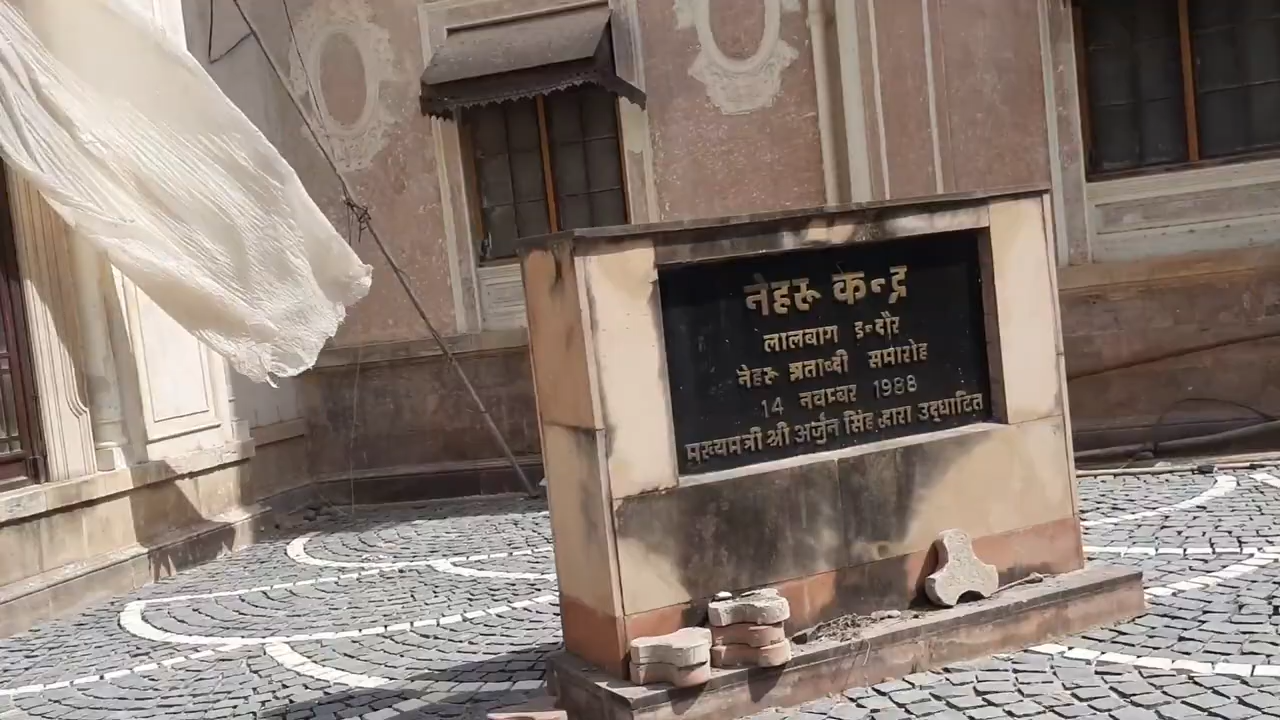 नेहरू केन्द्र
लालबाग इन्दौर
नेहरू शताब्दी समारोह
14 नवम्बर 1988
मुख्यमंत्री श्री अर्जुन सिंह द्वारा उद्घाटित